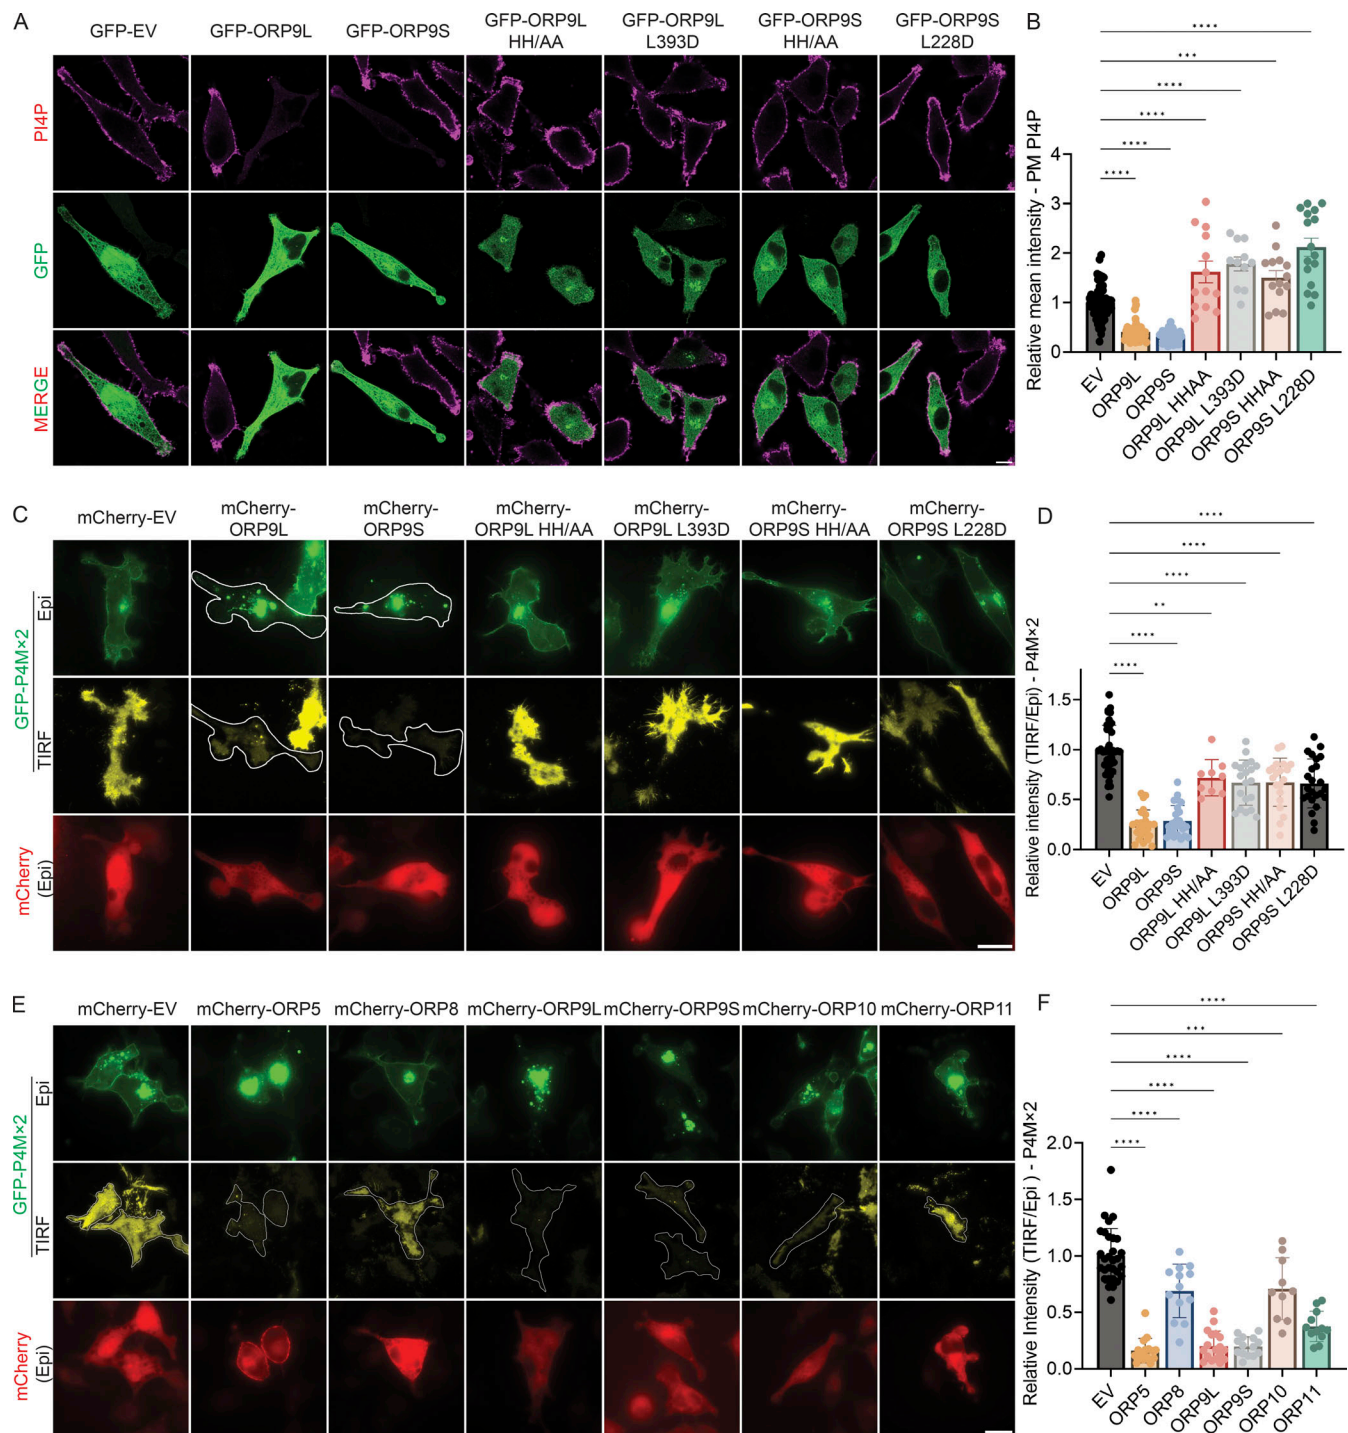 A
GFP-EV
GFP-ORP9L
GFP-ORP9S
GFP-ORP9L
HH/AA
GFP-ORP9L
L393D
GFP-ORP9S
HH/AA
GFP-ORP9S
L228D
PI4P
GFP
MERGE
B
Relative mean intensity - PM PI4P
****
***
****
****
****
****
4
3
2
1
0
EV
ORP9L
ORP9S
ORP9L HHAA
ORP9L L393D
ORP9S HHAA
ORP9S L228D
C
mCherry-EV
mCherry-
ORP9L
mCherry-
ORP9S
mCherry-
ORP9L HH/AA
mCherry-
ORP9L L393D
mCherry-
ORP9S HH/AA
mCherry-
ORP9S L228D
GFP-P4M×2
Epi
TIRF
mCherry
(Epi)
D
Relative intensity (TIRF/Epi) - P4M×2
****
****
****
**
****
****
1.5
1.0
0.5
0.0
EV
ORP9L
ORP9S
ORP9L HH/AA
ORP9L L393D
ORP9S HH/AA
ORP9S L228D
E
mCherry-EV
mCherry-ORP5
mCherry-ORP8
mCherry-ORP9L
mCherry-ORP9S
mCherry-ORP10
mCherry-ORP11
GFP-P4M×2
Epi
TIRF
mCherry
(Epi)
F
Relative Intensity (TIRF/Epi ) - P4M×2
****
***
****
****
****
****
2.0
1.5
1.0
0.5
0.0
EV
ORP5
ORP8
ORP9L
ORP9S
ORP10
ORP11